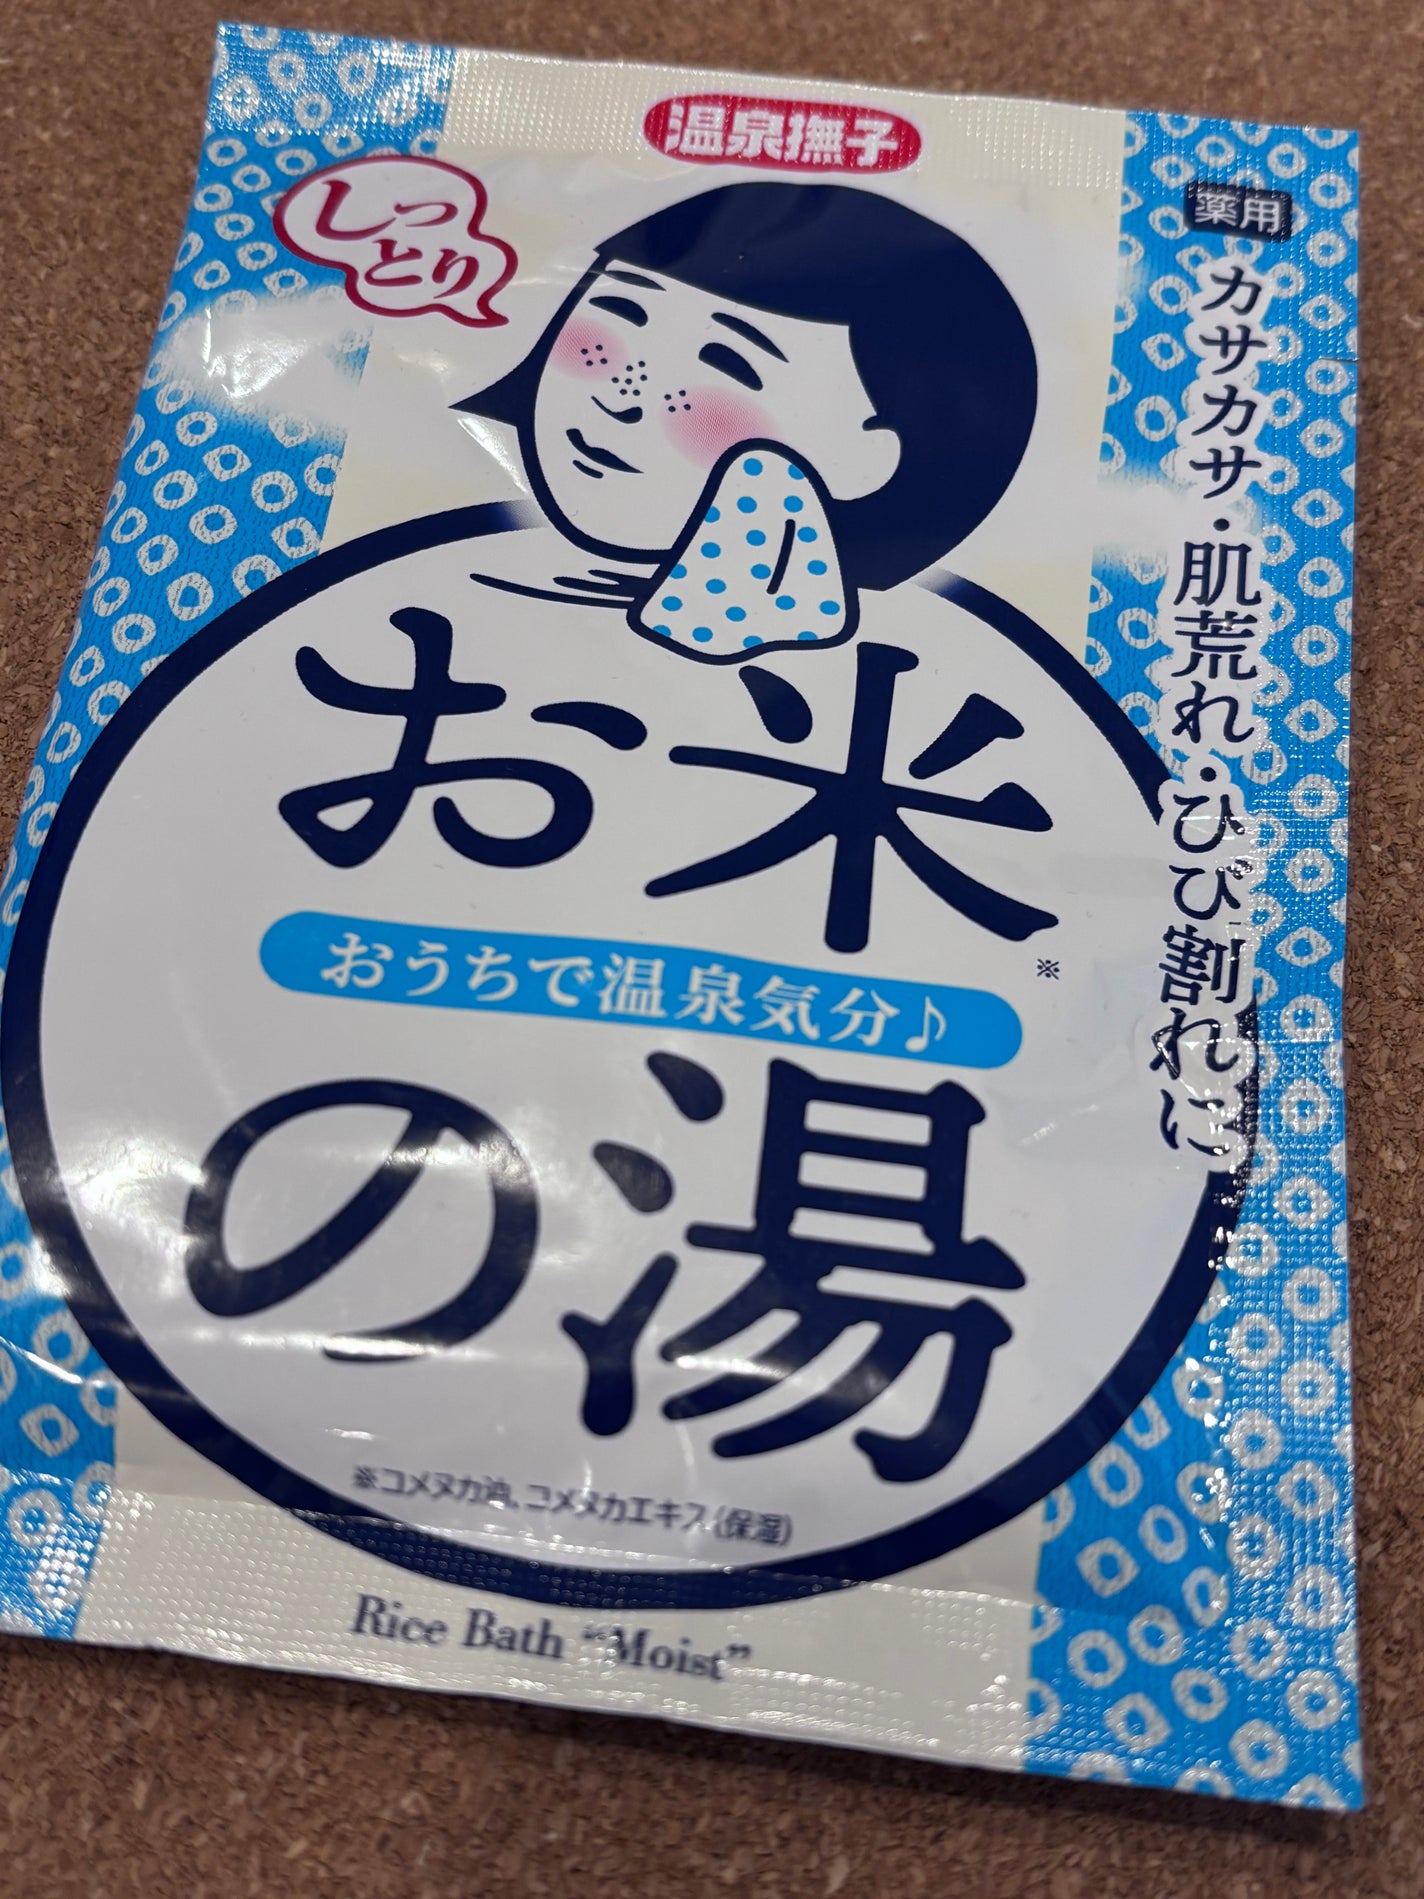 温泉撫子
しっ
とり
薬用
カサカサ・肌荒れ・ひび割れに
お米※
おうちで温泉気分♪
の湯
※コメヌカ油、コメヌカエキス(保湿)
Rice Bath “Moist”